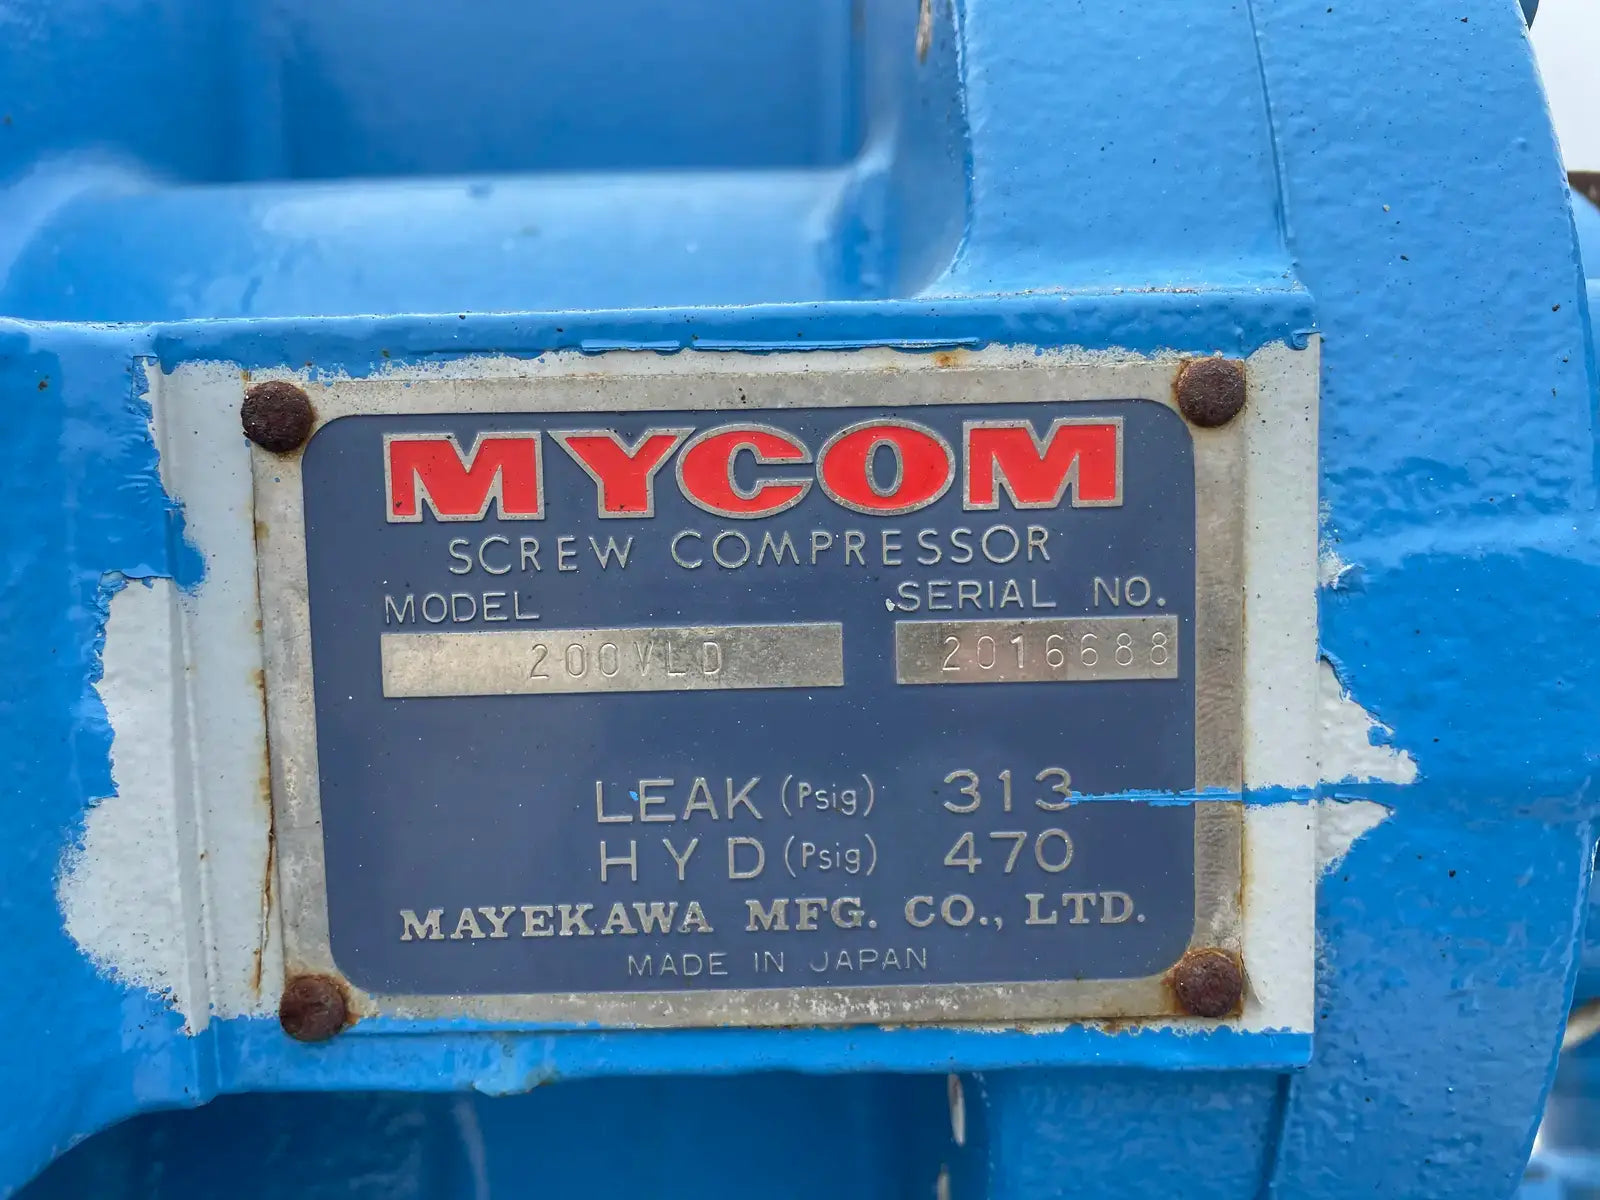 MYCOM
SCREW COMPRESSOR
MODEL SERIAL NO.
200VLD 2016688
LEAK (Psig) 313
HYD (Psig) 470
MAYEKAWA MFG. CO., LTD.
MADE IN JAPAN